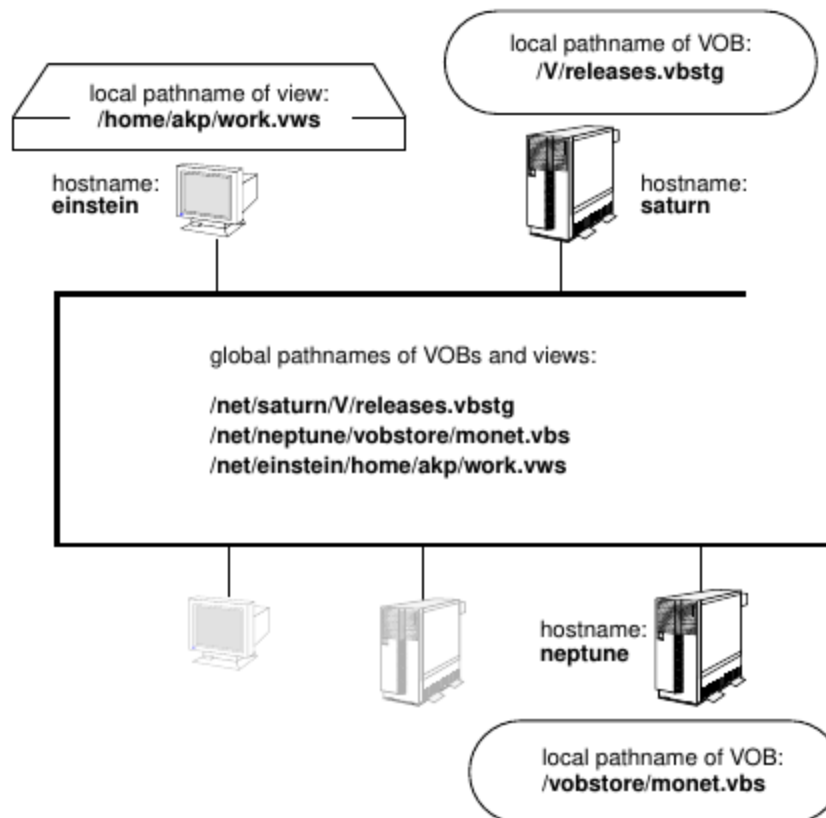 local pathname of VOB:
/V/releases.vbstg
local pathname of view:
/home/akp/work.vws
hostname:
einstein
hostname:
saturn
global pathnames of VOBs and views:
/net/saturn/V/releases.vbstg
/net/neptune/vobstore/monet.vbs
/net/einstein/home/akp/work.vws
hostname:
neptune
local pathname of VOB:
/vobstore/monet.vbs